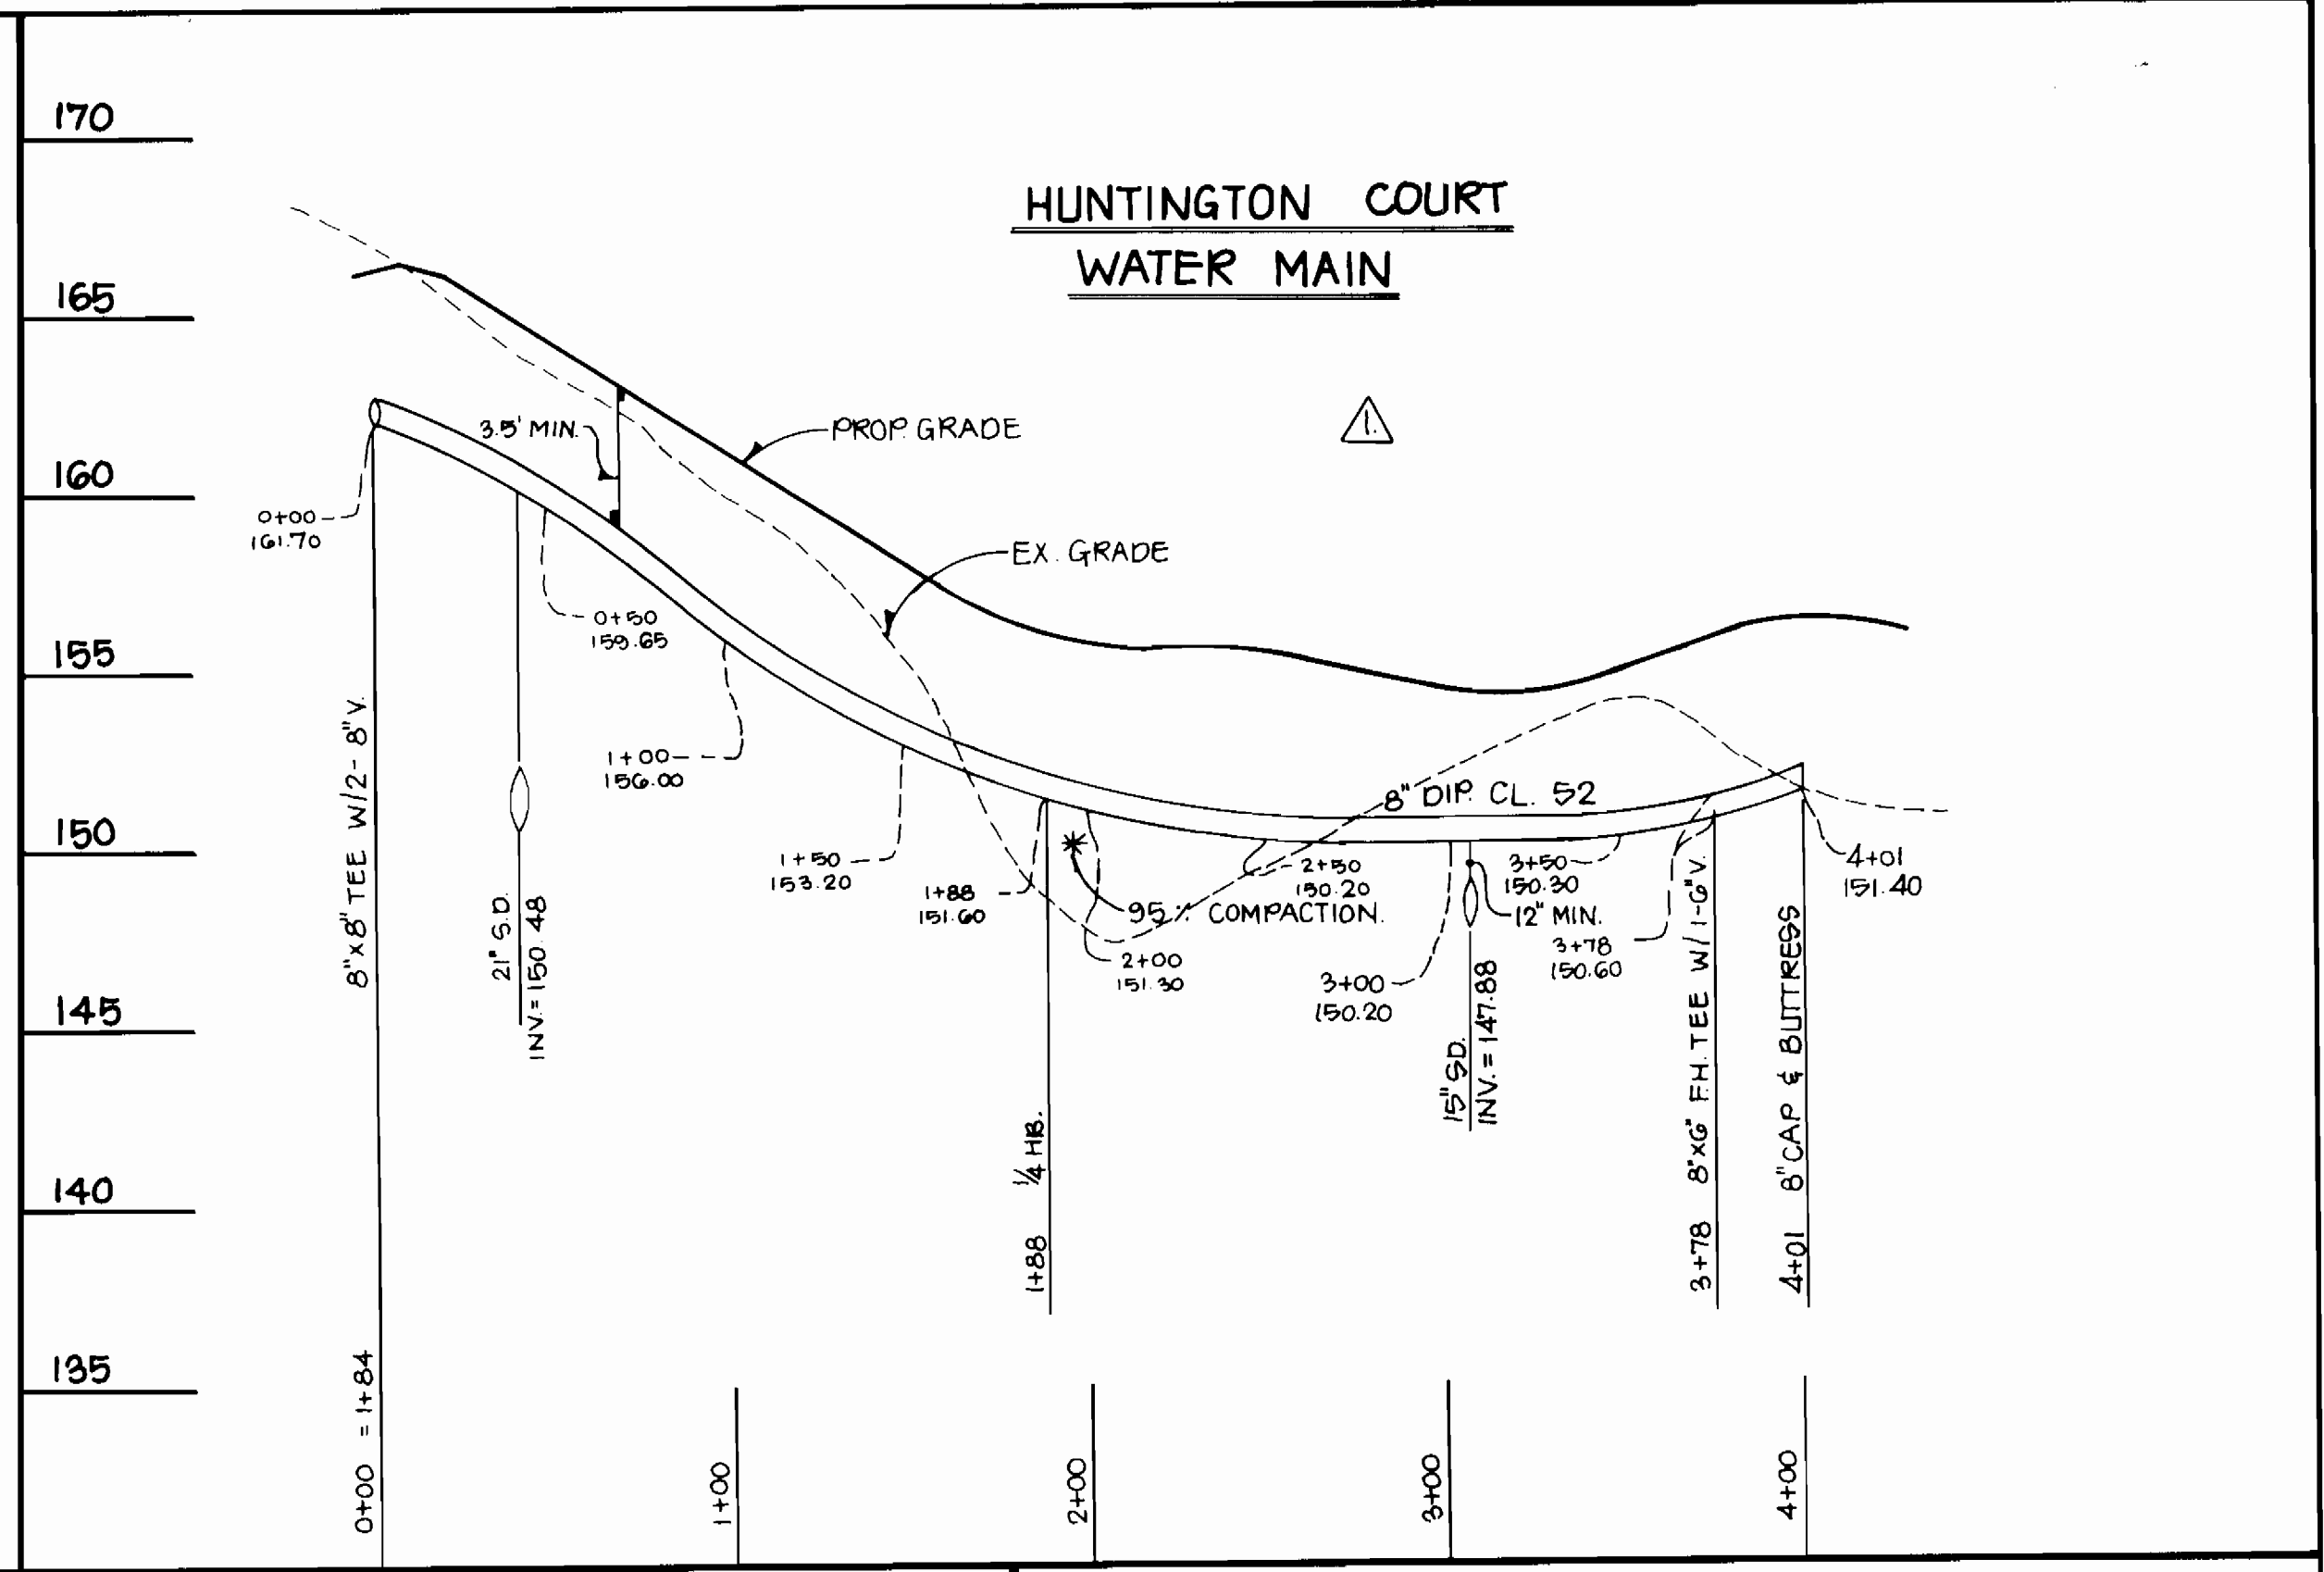 HUNTINGTON COURT
WATER MAIN
170
165
160
155
150
145
140
135
3.5' MIN.
PROP. GRADE
1.
EX. GRADE
0+00
161.70
0+50
159.65
1+00
156.00
1+50
153.20
1+88
151.60
95% COMPACTION.
2+00
151.30
8" DIP. CL. 52
2+50
150.20
3+00
150.20
3+50
150.30
12" MIN.
3+78
150.60
4+01
151.40
8"x8" TEE W/2-8"V.
0+00 = 1+84
21" S.D.
INV.=150.48
1+88 1/4 HB.
15" S.D.
INV.=147.88
3+78 8"x6" F.H. TEE W/1-6"V.
4+01 8" CAP & BUTTRESS
1+00
2+00
3+00
4+00